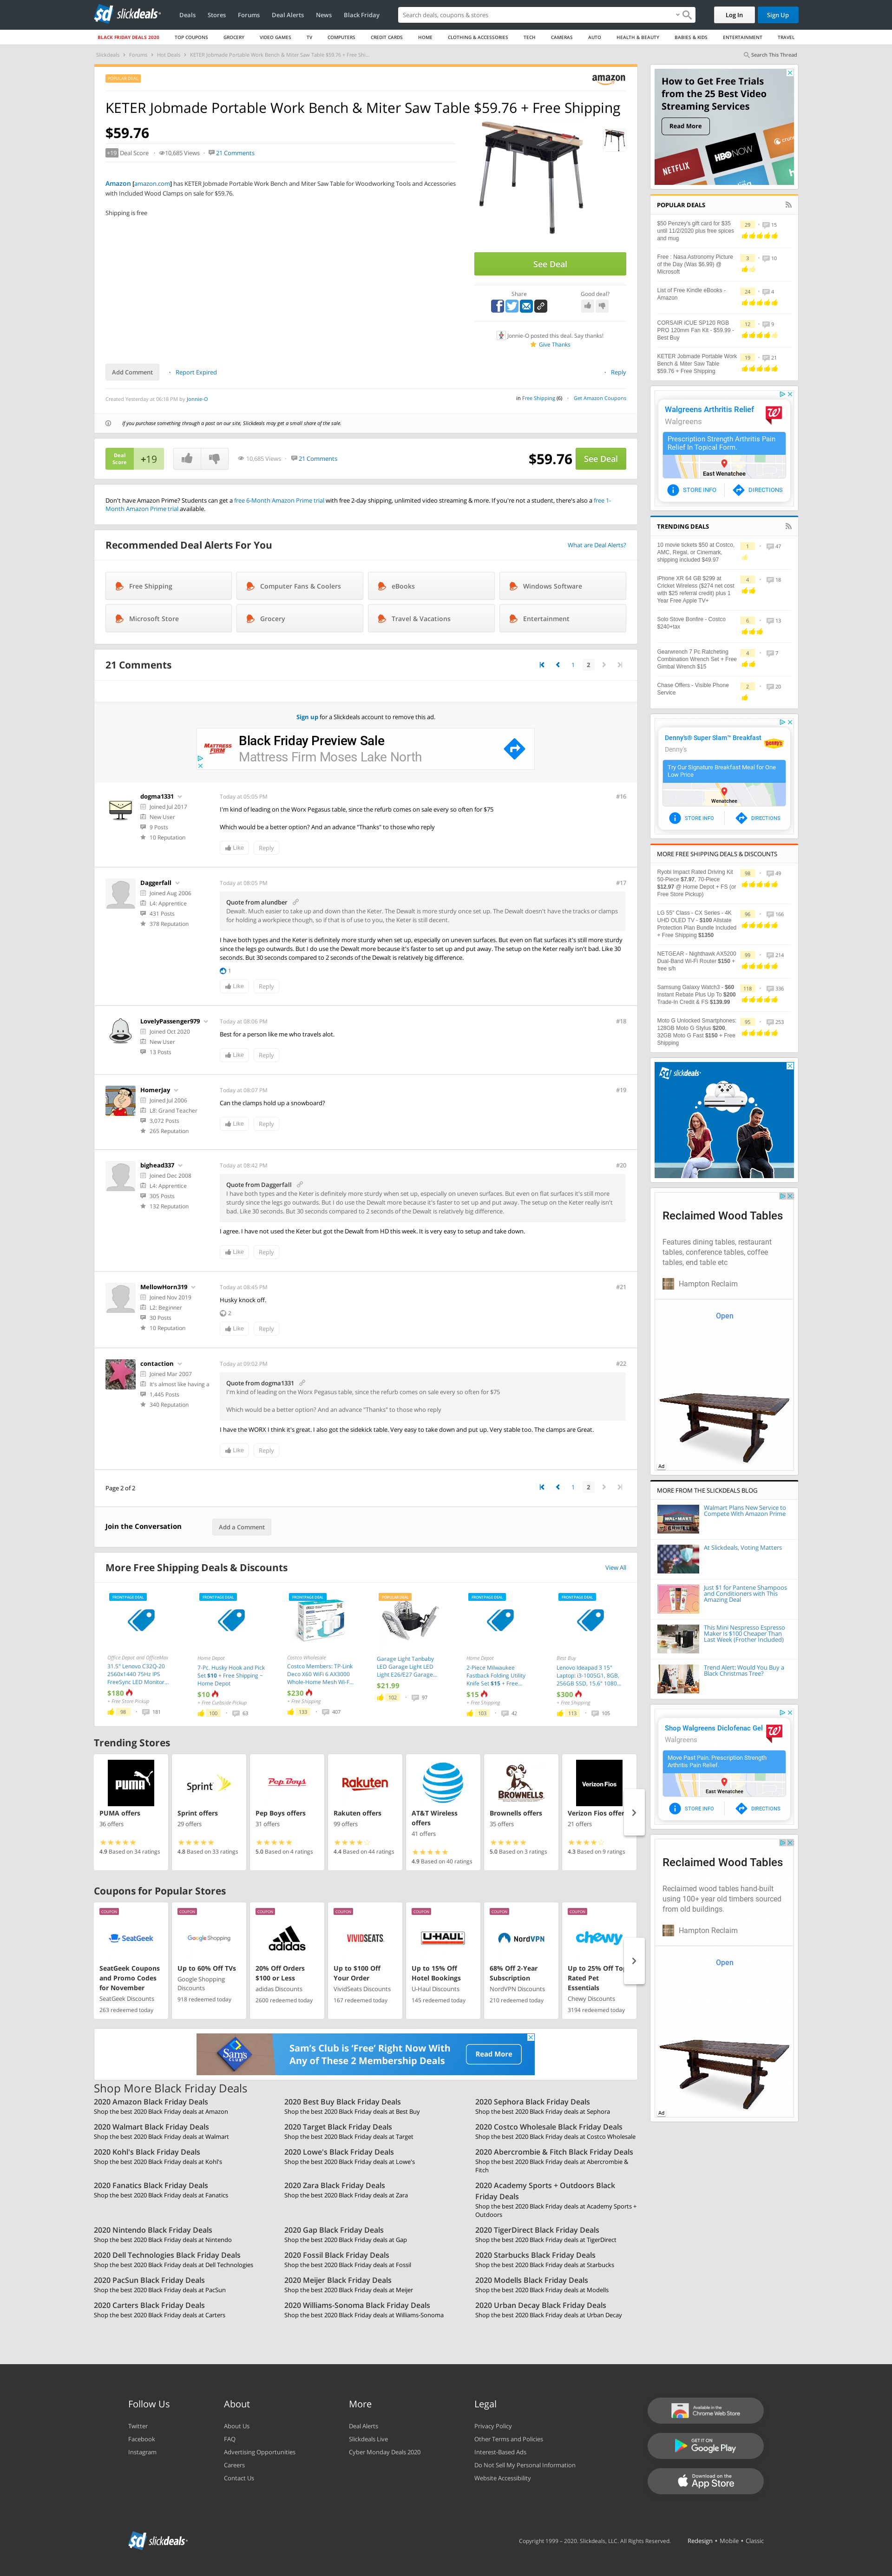 slickdeals
Deals Stores Forums Deal Alerts News Black Friday
Search deals, coupons & stores
Log In Sign Up
BLACK FRIDAY DEALS 2020 TOP COUPONS GROCERY VIDEO GAMES TV COMPUTERS CREDIT CARDS HOME CLOTHING & ACCESSORIES TECH CAMERAS AUTO HEALTH & BEAUTY BABIES & KIDS ENTERTAINMENT TRAVEL
Slickdeals > Forums > Hot Deals > KETER Jobmade Portable Work Bench & Miter Saw Table $59.76 + Free Shi...
Search This Thread
POPULAR DEAL
amazon
KETER Jobmade Portable Work Bench & Miter Saw Table $59.76 + Free Shipping
$59.76
+19 Deal Score 10,685 Views 21 Comments
Amazon [amazon.com] has KETER Jobmade Portable Work Bench and Miter Saw Table for Woodworking Tools and Accessories
with Included Wood Clamps on sale for $59.76.
Shipping is free
See Deal
Share Good deal?
Jonnie-O posted this deal. Say thanks!
Give Thanks
Add Comment Report Expired Reply
Created Yesterday at 06:18 PM by Jonnie-O
in Free Shipping (6) Get Amazon Coupons
If you purchase something through a post on our site, Slickdeals may get a small share of the sale.
Deal Score +19 10,685 Views 21 Comments $59.76 See Deal
Don't have Amazon Prime? Students can get a free 6-Month Amazon Prime trial with free 2-day shipping, unlimited video streaming & more. If you're not a student, there's also a free 1-
Month Amazon Prime trial available.
Recommended Deal Alerts For You
What are Deal Alerts?
Free Shipping Computer Fans & Coolers eBooks Windows Software
Microsoft Store Grocery Travel & Vacations Entertainment
21 Comments
1 2
Sign up for a Slickdeals account to remove this ad.
MATTRESS FIRM
Black Friday Preview Sale
Mattress Firm Moses Lake North
dogma1331
Joined Jul 2017
New User
9 Posts
10 Reputation
Today at 05:05 PM #16
I'm kind of leading on the Worx Pegasus table, since the refurb comes on sale every so often for $75
Which would be a better option? And an advance "Thanks" to those who reply
Like Reply
Daggerfall
Joined Aug 2006
L4: Apprentice
431 Posts
378 Reputation
Today at 08:05 PM #17
Quote from alundber
Dewalt. Much easier to take up and down than the Keter. The Dewalt is more sturdy once set up. The Dewalt doesn't have the tracks or clamps
for holding a workpiece though, so if that is of use to you, the Keter is still decent.
I have both types and the Keter is definitely more sturdy when set up, especially on uneven surfaces. But even on flat surfaces it's still more sturdy
since the legs go outwards. But I do use the Dewalt more because it's faster to set up and put away. The setup on the Keter really isn't hard. Like 30
seconds. But 30 seconds compared to 2 seconds of the Dewalt is relatively big difference.
1
Like Reply
LovelyPassenger979
Joined Oct 2020
New User
13 Posts
Today at 08:06 PM #18
Best for a person like me who travels alot.
Like Reply
HomerJay
Joined Jul 2006
L8: Grand Teacher
3,072 Posts
265 Reputation
Today at 08:07 PM #19
Can the clamps hold up a snowboard?
Like Reply
bighead337
Joined Dec 2008
L4: Apprentice
305 Posts
132 Reputation
Today at 08:42 PM #20
Quote from Daggerfall
I have both types and the Keter is definitely more sturdy when set up, especially on uneven surfaces. But even on flat surfaces it's still more
sturdy since the legs go outwards. But I do use the Dewalt more because it's faster to set up and put away. The setup on the Keter really isn't
hard. Like 30 seconds. But 30 seconds compared to 2 seconds of the Dewalt is relatively big difference.
I agree. I have not used the Keter but got the Dewalt from HD this week. It is very easy to setup and take down.
Like Reply
MellowHorn319
Joined Nov 2019
L2: Beginner
30 Posts
10 Reputation
Today at 08:45 PM #21
Husky knock off.
2
Like Reply
contaction
Joined Mar 2007
It's almost like having a
1,445 Posts
340 Reputation
Today at 09:02 PM #22
Quote from dogma1331
I'm kind of leading on the Worx Pegasus table, since the refurb comes on sale every so often for $75
Which would be a better option? And an advance "Thanks" to those who reply
I have the WORX I think it's great. I also got the sidekick table. Very easy to take down and put up. Very stable too. The clamps are Great.
Like Reply
Page 2 of 2
1 2
Join the Conversation Add a Comment
More Free Shipping Deals & Discounts
View All
FRONTPAGE DEAL
Office Depot and OfficeMax
31.5" Lenovo C32Q-20
2560x1440 75Hz IPS
FreeSync LED Monitor...
$180
+ Free Store Pickup
98 181
FRONTPAGE DEAL
Home Depot
7-Pc. Husky Hook and Pick
Set $10 + Free Shipping ~
Home Depot
$10
+ Free Curbside Pickup
100 63
FRONTPAGE DEAL
Costco Wholesale
Costco Members: TP-Link
Deco X60 WiFi 6 AX3000
Whole-Home Mesh Wi-F...
$230
+ Free Shipping
133 407
POPULAR DEAL
Garage Light Tanbaby
LED Garage Light LED
Light E26/E27 Garage...
$21.99
102 97
FRONTPAGE DEAL
Home Depot
2-Piece Milwaukee
Fastback Folding Utility
Knife Set $15 + Free...
$15
+ Free Shipping
103 42
FRONTPAGE DEAL
Best Buy
Lenovo Ideapad 3 15"
Laptop: i3-1005G1, 8GB,
256GB SSD, 15.6" 1080...
$300
+ Free Shipping
113 105
Trending Stores
PUMA
PUMA offers
36 offers
4.9 Based on 34 ratings
Sprint
Sprint offers
29 offers
4.8 Based on 33 ratings
Pep Boys
Pep Boys offers
31 offers
5.0 Based on 4 ratings
Rakuten
Rakuten offers
99 offers
4.4 Based on 44 ratings
AT&T Wireless
offers
41 offers
4.9 Based on 40 ratings
BROWNELLS
Brownells offers
35 offers
5.0 Based on 3 ratings
Verizon Fios
Verizon Fios offer
21 offers
4.3 Based on 9 ratings
Coupons for Popular Stores
COUPON
SeatGeek
SeatGeek Coupons
and Promo Codes
for November
SeatGeek Discounts
263 redeemed today
COUPON
Google Shopping
Up to 60% Off TVs
Google Shopping
Discounts
918 redeemed today
COUPON
adidas
20% Off Orders
$100 or Less
adidas Discounts
2600 redeemed today
COUPON
VIVIDSEATS.
Up to $100 Off
Your Order
VividSeats Discounts
167 redeemed today
COUPON
U-HAUL
Up to 15% Off
Hotel Bookings
U-Haul Discounts
145 redeemed today
COUPON
NordVPN
68% Off 2-Year
Subscription
NordVPN Discounts
210 redeemed today
COUPON
chewy
Up to 25% Off Top
Rated Pet
Essentials
Chewy Discounts
3194 redeemed today
Sam's Club
Sam's Club is 'Free' Right Now With
Any of These 2 Membership Deals
Read More
Shop More Black Friday Deals
2020 Amazon Black Friday Deals
Shop the best 2020 Black Friday deals at Amazon
2020 Best Buy Black Friday Deals
Shop the best 2020 Black Friday deals at Best Buy
2020 Sephora Black Friday Deals
Shop the best 2020 Black Friday deals at Sephora
2020 Walmart Black Friday Deals
Shop the best 2020 Black Friday deals at Walmart
2020 Target Black Friday Deals
Shop the best 2020 Black Friday deals at Target
2020 Costco Wholesale Black Friday Deals
Shop the best 2020 Black Friday deals at Costco Wholesale
2020 Kohl's Black Friday Deals
Shop the best 2020 Black Friday deals at Kohl's
2020 Lowe's Black Friday Deals
Shop the best 2020 Black Friday deals at Lowe's
2020 Abercrombie & Fitch Black Friday Deals
Shop the best 2020 Black Friday deals at Abercrombie &
Fitch
2020 Fanatics Black Friday Deals
Shop the best 2020 Black Friday deals at Fanatics
2020 Zara Black Friday Deals
Shop the best 2020 Black Friday deals at Zara
2020 Academy Sports + Outdoors Black
Friday Deals
Shop the best 2020 Black Friday deals at Academy Sports +
Outdoors
2020 Nintendo Black Friday Deals
Shop the best 2020 Black Friday deals at Nintendo
2020 Gap Black Friday Deals
Shop the best 2020 Black Friday deals at Gap
2020 TigerDirect Black Friday Deals
Shop the best 2020 Black Friday deals at TigerDirect
2020 Dell Technologies Black Friday Deals
Shop the best 2020 Black Friday deals at Dell Technologies
2020 Fossil Black Friday Deals
Shop the best 2020 Black Friday deals at Fossil
2020 Starbucks Black Friday Deals
Shop the best 2020 Black Friday deals at Starbucks
2020 PacSun Black Friday Deals
Shop the best 2020 Black Friday deals at PacSun
2020 Meijer Black Friday Deals
Shop the best 2020 Black Friday deals at Meijer
2020 Modells Black Friday Deals
Shop the best 2020 Black Friday deals at Modells
2020 Carters Black Friday Deals
Shop the best 2020 Black Friday deals at Carters
2020 Williams-Sonoma Black Friday Deals
Shop the best 2020 Black Friday deals at Williams-Sonoma
2020 Urban Decay Black Friday Deals
Shop the best 2020 Black Friday deals at Urban Decay
How to Get Free Trials
from the 25 Best Video
Streaming Services
Read More
NETFLIX HBO NOW
POPULAR DEALS
$50 Penzey's gift card for $35
until 11/2/2020 plus free spices
and mug
29 15
Free : Nasa Astronomy Picture
of the Day (Was $6.99) @
Microsoft
3 10
List of Free Kindle eBooks -
Amazon
24 4
CORSAIR iCUE SP120 RGB
PRO 120mm Fan Kit - $59.99 -
Best Buy
12 9
KETER Jobmade Portable Work
Bench & Miter Saw Table
$59.76 + Free Shipping
19 21
Walgreens Arthritis Relief
Walgreens
Prescription Strength Arthritis Pain
Relief In Topical Form.
East Wenatchee
STORE INFO DIRECTIONS
TRENDING DEALS
10 movie tickets $50 at Costco,
AMC, Regal, or Cinemark,
shipping included $49.97
1 47
iPhone XR 64 GB $299 at
Cricket Wireless ($274 net cost
with $25 referral credit) plus 1
Year Free Apple TV+
4 18
Solo Stove Bonfire - Costco
$240+tax
6 13
Gearwrench 7 Pc Ratcheting
Combination Wrench Set + Free
Gimbal Wrench $15
4 7
Chase Offers - Visible Phone
Service
2 20
Denny's® Super Slam™ Breakfast
Denny's
Try Our Signature Breakfast Meal for One
Low Price
Wenatchee
STORE INFO DIRECTIONS
MORE FREE SHIPPING DEALS & DISCOUNTS
Ryobi Impact Rated Driving Kit
50-Piece $7.97, 70-Piece
$12.97 @ Home Depot + FS (or
Free Store Pickup)
98 49
LG 55" Class - CX Series - 4K
UHD OLED TV - $100 Allstate
Protection Plan Bundle Included
+ Free Shipping $1350
96 166
NETGEAR - Nighthawk AX5200
Dual-Band Wi-Fi Router $150 +
free s/h
99 214
Samsung Galaxy Watch3 - $60
Instant Rebate Plus Up To $200
Trade-In Credit & FS $139.99
118 336
Moto G Unlocked Smartphones:
128GB Moto G Stylus $200,
32GB Moto G Fast $150 + Free
Shipping
95 253
slickdeals
Reclaimed Wood Tables
Features dining tables, restaurant
tables, conference tables, coffee
tables, end table etc
Hampton Reclaim
Open
Ad
MORE FROM THE SLICKDEALS BLOG
WAL★MART
Walmart Plans New Service to
Compete With Amazon Prime
At Slickdeals, Voting Matters
Just $1 for Pantene Shampoos
and Conditioners with This
Amazing Deal
This Mini Nespresso Espresso
Maker Is $100 Cheaper Than
Last Week (Frother Included)
Trend Alert: Would You Buy a
Black Christmas Tree?
Shop Walgreens Diclofenac Gel
Walgreens
Move Past Pain. Prescription Strength
Arthritis Pain Relief.
East Wenatchee
STORE INFO DIRECTIONS
Reclaimed Wood Tables
Reclaimed wood tables hand-built
using 100+ year old timbers sourced
from old buildings.
Hampton Reclaim
Open
Ad
Follow Us
Twitter
Facebook
Instagram
About
About Us
FAQ
Advertising Opportunities
Careers
Contact Us
More
Deal Alerts
Slickdeals Live
Cyber Monday Deals 2020
Legal
Privacy Policy
Other Terms and Policies
Interest-Based Ads
Do Not Sell My Personal Information
Website Accessibility
Available in the
Chrome Web Store
GET IT ON
Google Play
Download on the
App Store
slickdeals
Copyright 1999 - 2020. Slickdeals, LLC. All Rights Reserved. Redesign • Mobile • Classic